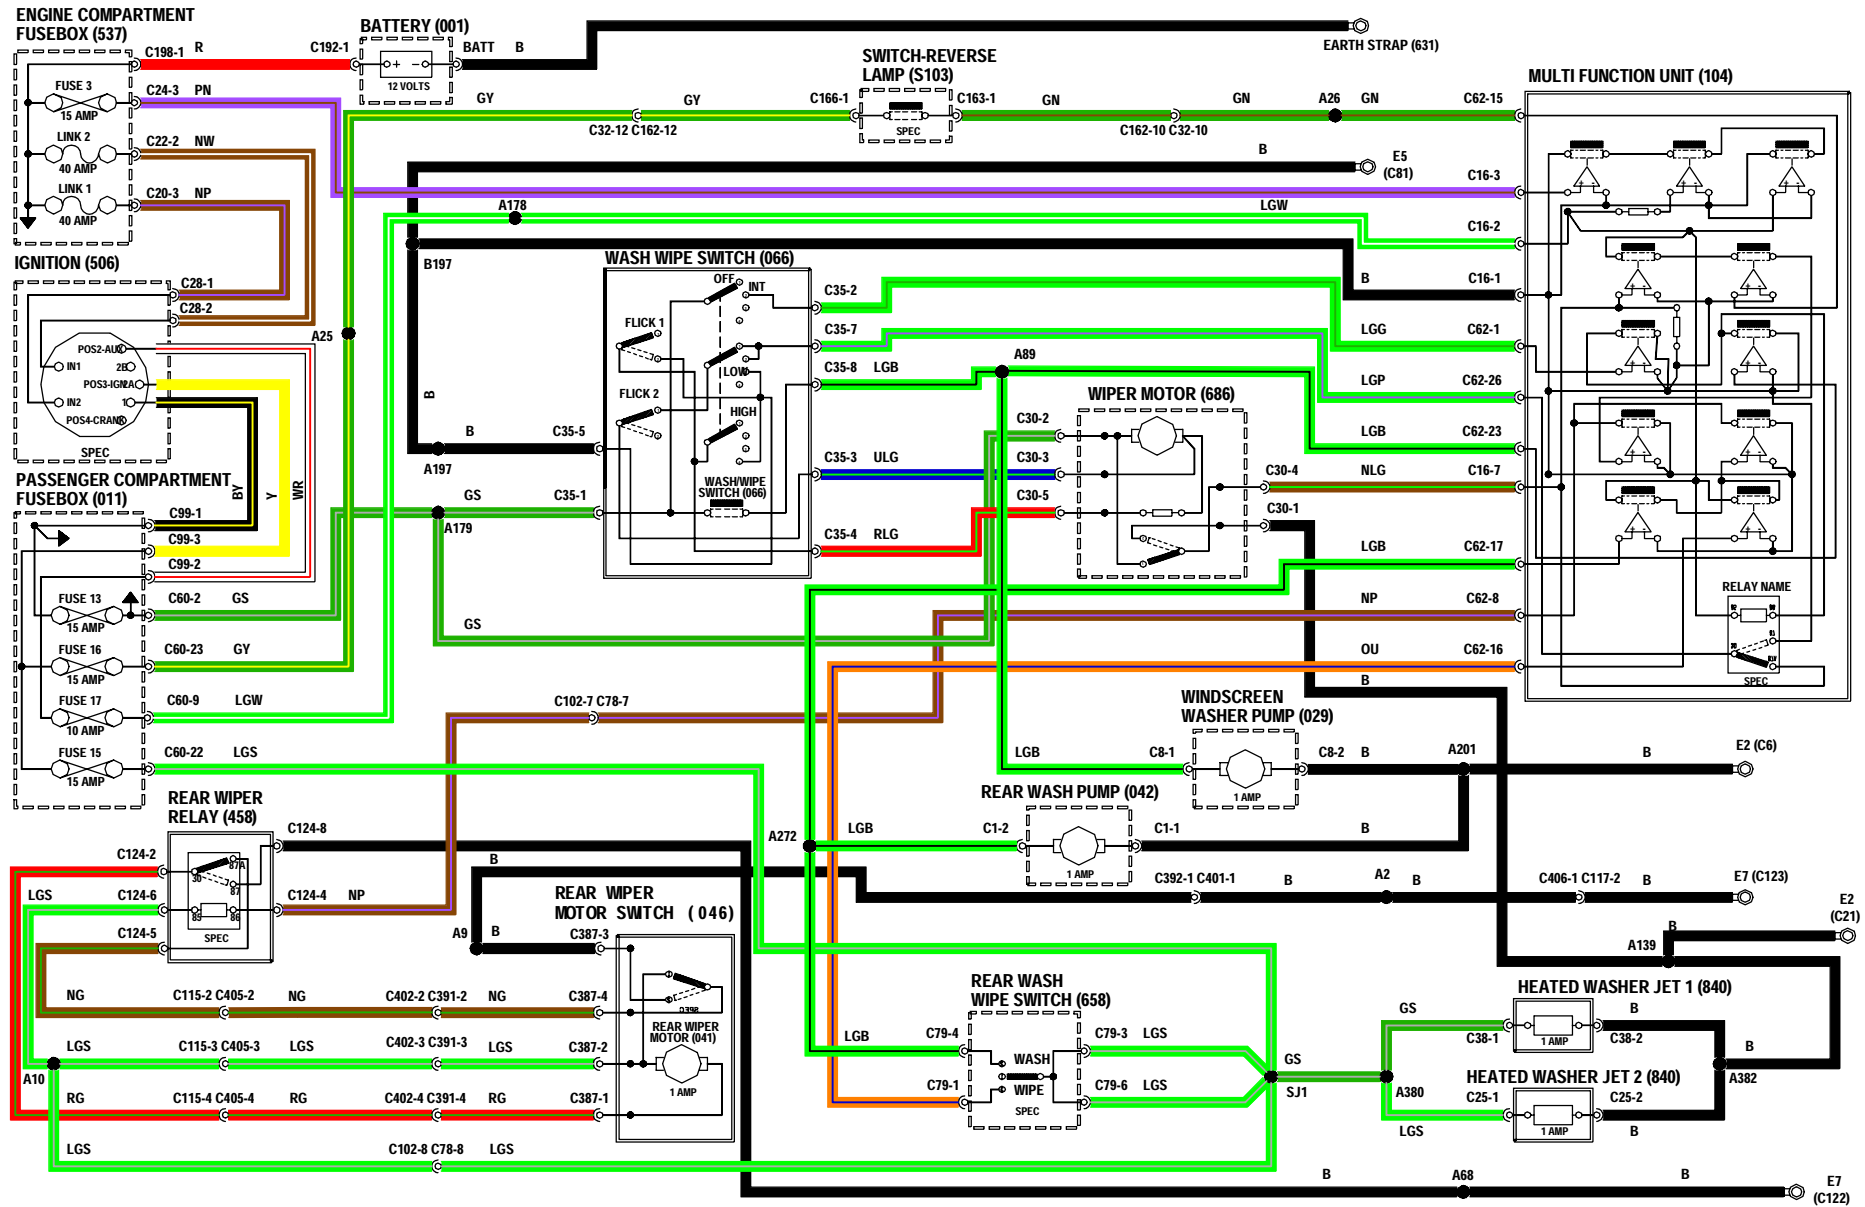 ENGINE COMPARTMENT
FUSEBOX (537)
C198-1 R
C192-1
BATTERY (001)
12 VOLTS
BATT B
EARTH STRAP (631)
FUSE 3
15 AMP
C24-3 PN
LINK 2
40 AMP
C22-2 NW
LINK 1
40 AMP
C20-3 NP
GY
GY
C32-12 C162-12
C166-1
SWITCH-REVERSE
LAMP (S103)
SPEC
C163-1
GN
GN
C162-10 C32-10
A26
GN
C62-15
MULTI FUNCTION UNIT (104)
B
E5
(C81)
C16-3
A178
LGW
C16-2
B197
B
C16-1
IGNITION (506)
C28-1
C28-2
POS2-AUX
IN1
2B
POS3-IGN
2A
IN2
1
POS4-CRANK
SPEC
A25
BY
Y
WR
WASH WIPE SWITCH (066)
OFF
INT
FLICK 1
LOW
FLICK 2
HIGH
WASH/WIPE
SWITCH (066)
C35-2
C35-7
C35-8 LGB
A89
LGG
C62-1
LGP
C62-26
LGB
C62-23
B
B
A197
C35-5
C35-3 ULG
C35-1
C35-4 RLG
WIPER MOTOR (686)
C30-2
C30-3
C30-5
C30-4
C30-1
NLG
C16-7
LGB
C62-17
NP
C62-8
OU
C62-16
B
RELAY NAME
SPEC
PASSENGER COMPARTMENT
FUSEBOX (011)
C99-1
C99-3
C99-2
GS
A179
GS
FUSE 13
15 AMP
C60-2 GS
FUSE 16
15 AMP
C60-23 GY
FUSE 17
10 AMP
C60-9 LGW
FUSE 15
15 AMP
C60-22 LGS
C102-7 C78-7
WINDSCREEN
WASHER PUMP (029)
LGB
C8-1
1 AMP
C8-2 B
A201
B
E2 (C6)
REAR WASH PUMP (042)
A272
LGB
C1-2
1 AMP
C1-1
B
REAR WIPER
RELAY (458)
C124-8
C124-2
30
87A
87
LGS
C124-6
85
86
SPEC
C124-4 NP
C124-5
B
C392-1 C401-1
B
A2
B
C406-1 C117-2
B
E7 (C123)
E2
(C21)
B
A139
REAR WIPER
MOTOR SWITCH (046)
A9
B
C387-3
SPEC
REAR WIPER
MOTOR (041)
1 AMP
NG
C115-2 C405-2
NG
C402-2 C391-2
NG
C387-4
LGS
C115-3 C405-3
LGS
C402-3 C391-3
LGS
C387-2
A10
RG
C115-4 C405-4
RG
C402-4 C391-4
RG
C387-1
LGS
C102-8 C78-8
LGS
REAR WASH
WIPE SWITCH (658)
LGB
C79-4
WASH
WIPE
SPEC
C79-1
C79-3 LGS
C79-6 LGS
GS
SJ1
A380
GS
LGS
HEATED WASHER JET 1 (840)
C38-1
1 AMP
C38-2
B
HEATED WASHER JET 2 (840)
C25-1
1 AMP
C25-2
B
B
A382
B
A68
B
E7
(C122)